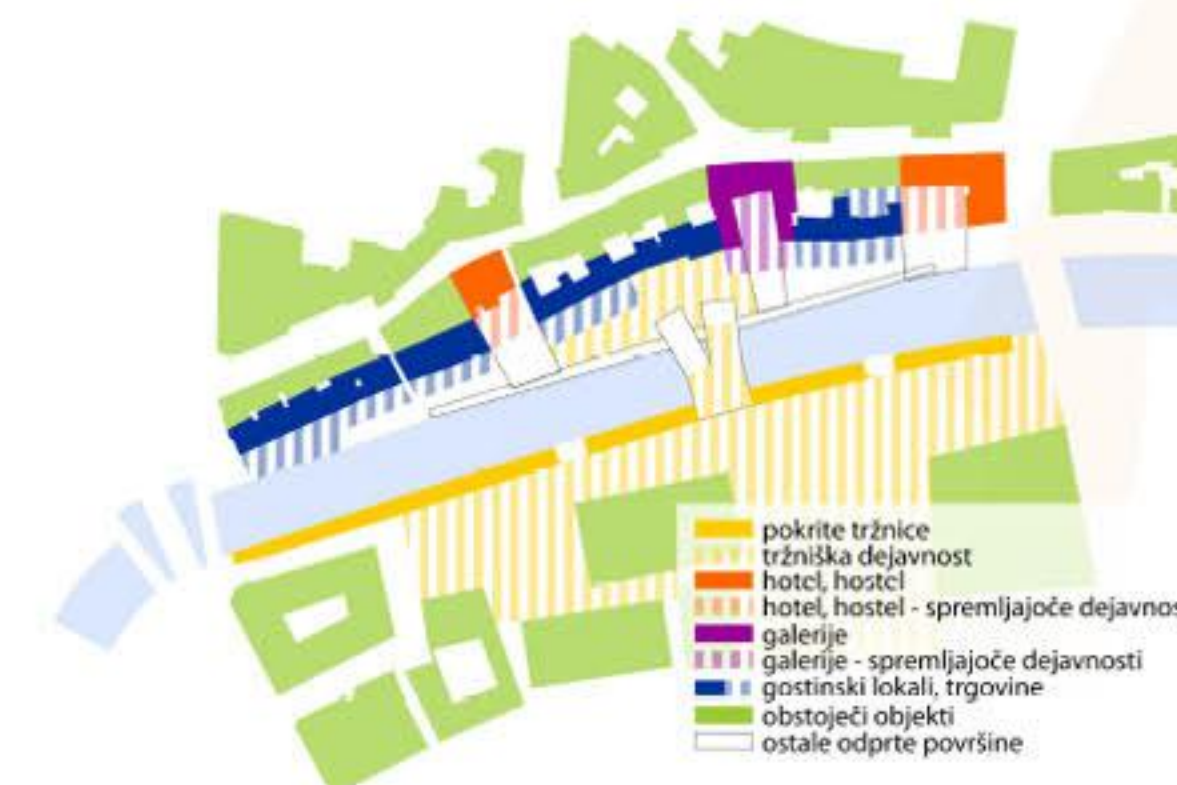 pokrite tržnice
tržniška dejavnost
hotel, hostel
hotel, hostel - spremljajoče dejavnos
galerije
galerije - spremljajoče dejavnosti
gostinski lokali, trgovine
obstoječi objekti
ostale odprte površine